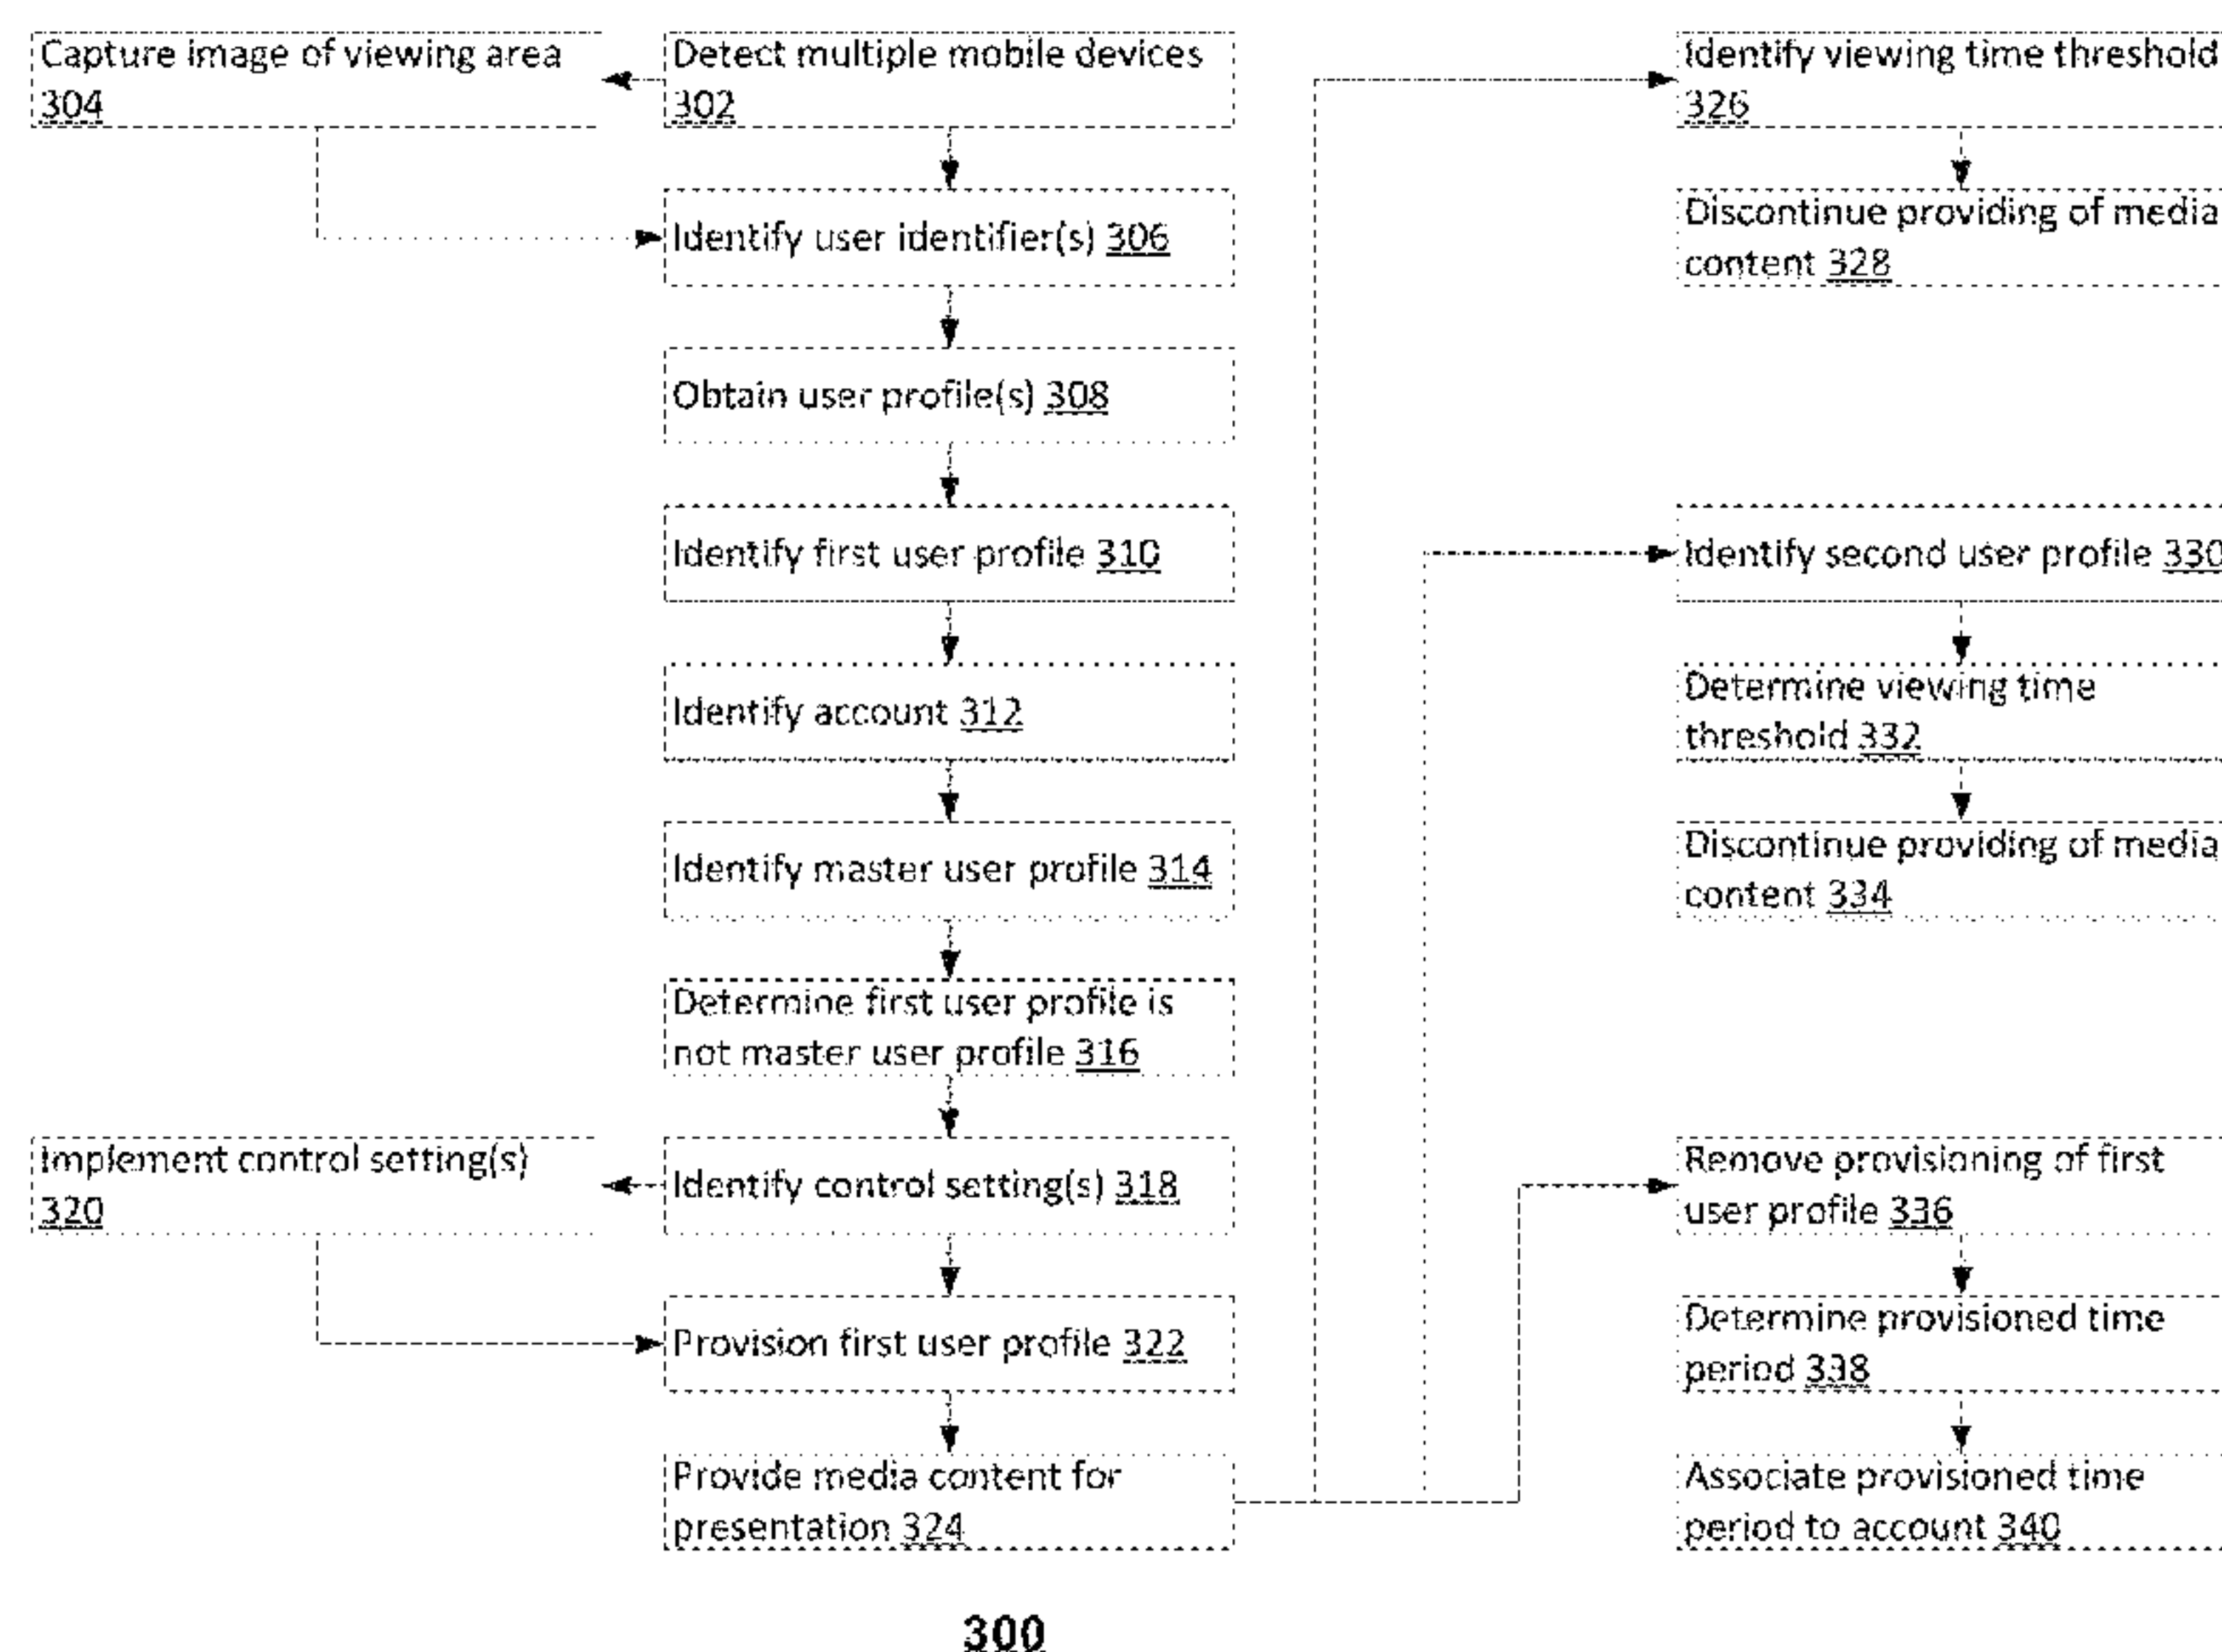 Capture image of viewing area
304
Detect multiple mobile devices
302
Identify user identifier(s) 306
Obtain user profile(s) 308
Identify first user profile 310
Identify account 312
Identify master user profile 314
Determine first user profile is
not master user profile 316
Implement control setting(s)
320
Identify control setting(s) 318
Provision first user profile 322
Provide media content for
presentation 324
Identify viewing time threshold
326
Discontinue providing of media
content 328
Identify second user profile 330
Determine viewing time
threshold 332
Discontinue providing of media
content 334
Remove provisioning of first
user profile 336
Determine provisioned time
period 338
Associate provisioned time
period to account 340
300